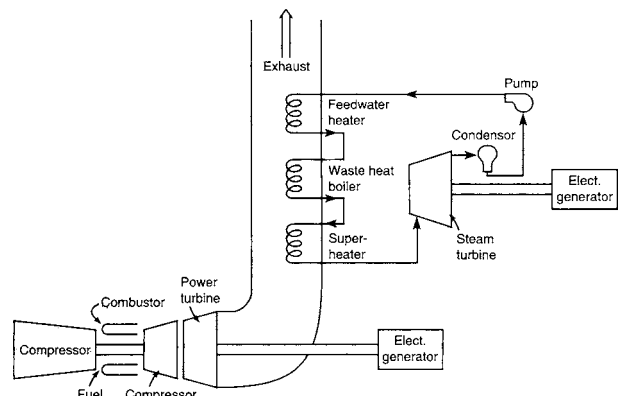 Exhaust
Pump
Feedwater
heater
Condensor
Waste heat
boiler
Elect.
generator
Super-
heater
Steam
turbine
Power
turbine
Combustor
Compressor
Elect.
generator
Fuel
Compressor